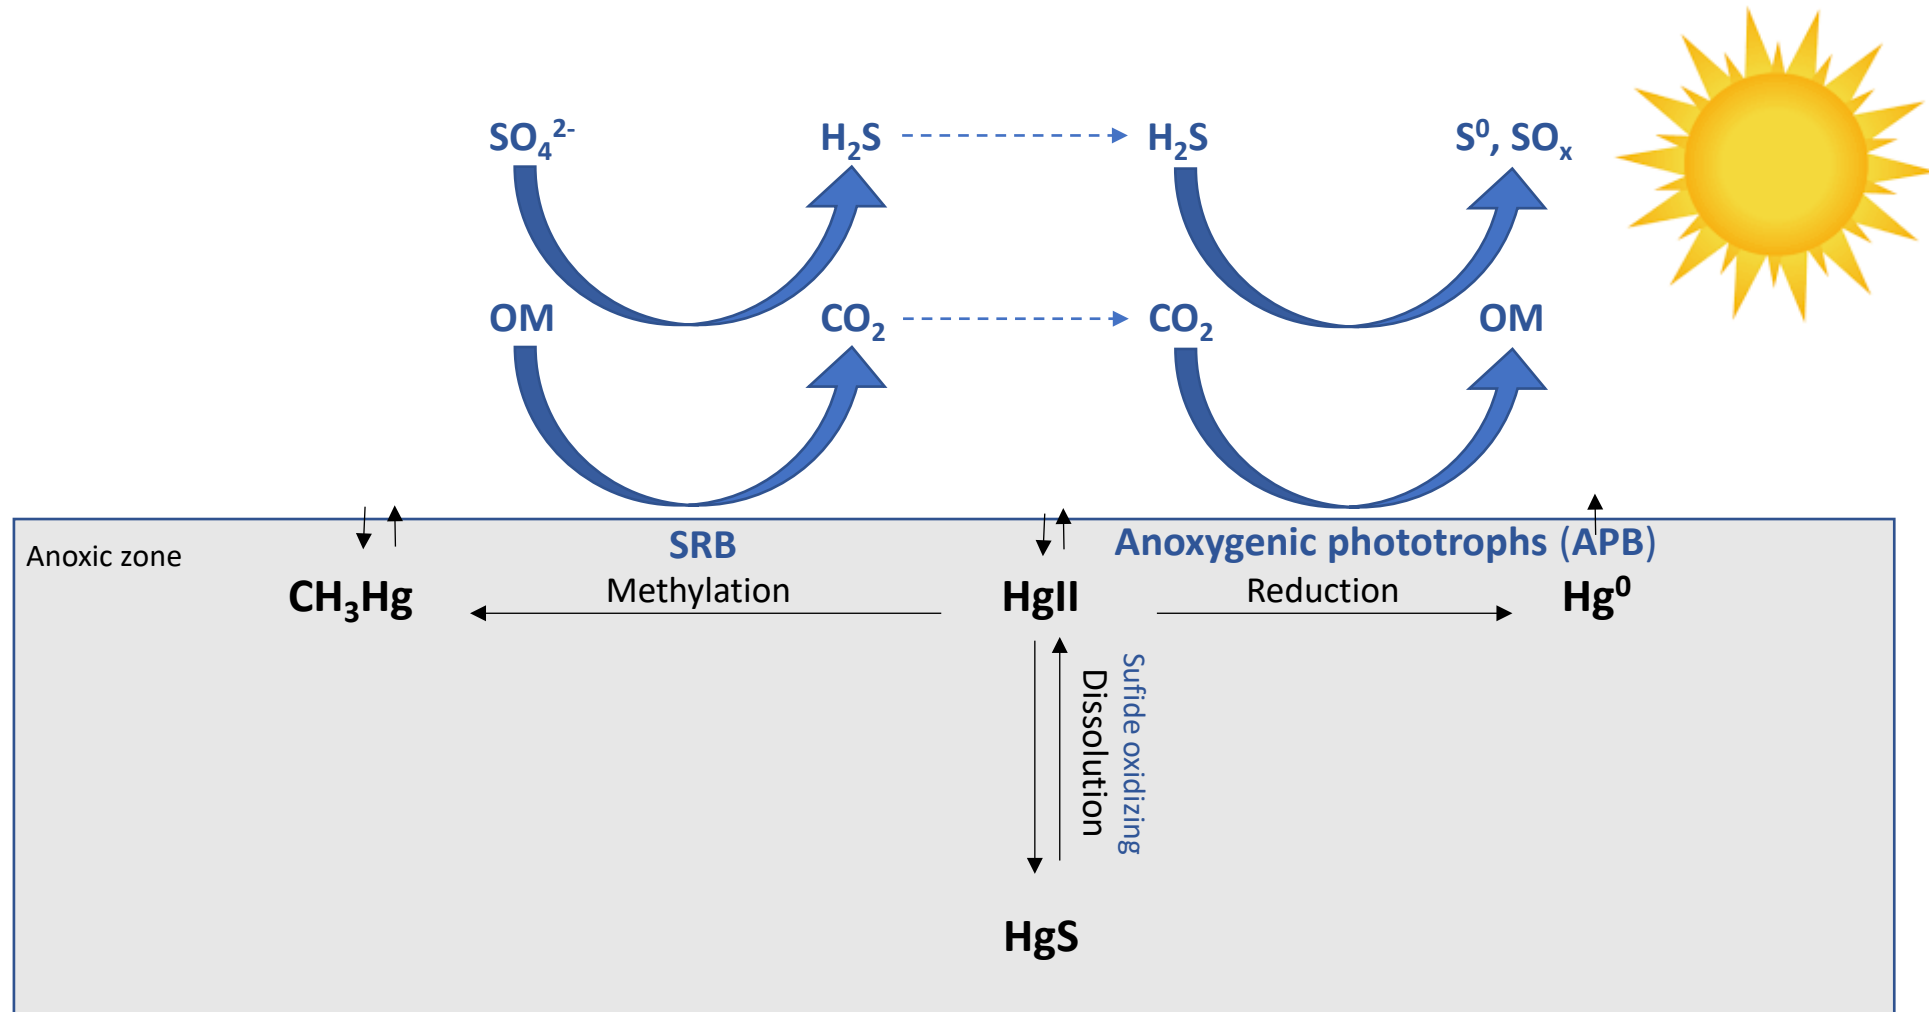 SO₄²⁻ H₂S H₂S S⁰, SOₓ
OM CO₂ CO₂ OM
Anoxic zone SRB Anoxygenic phototrophs (APB)
CH₃Hg Methylation HgII Reduction Hg⁰
Dissolution
Sufide oxidizing
HgS